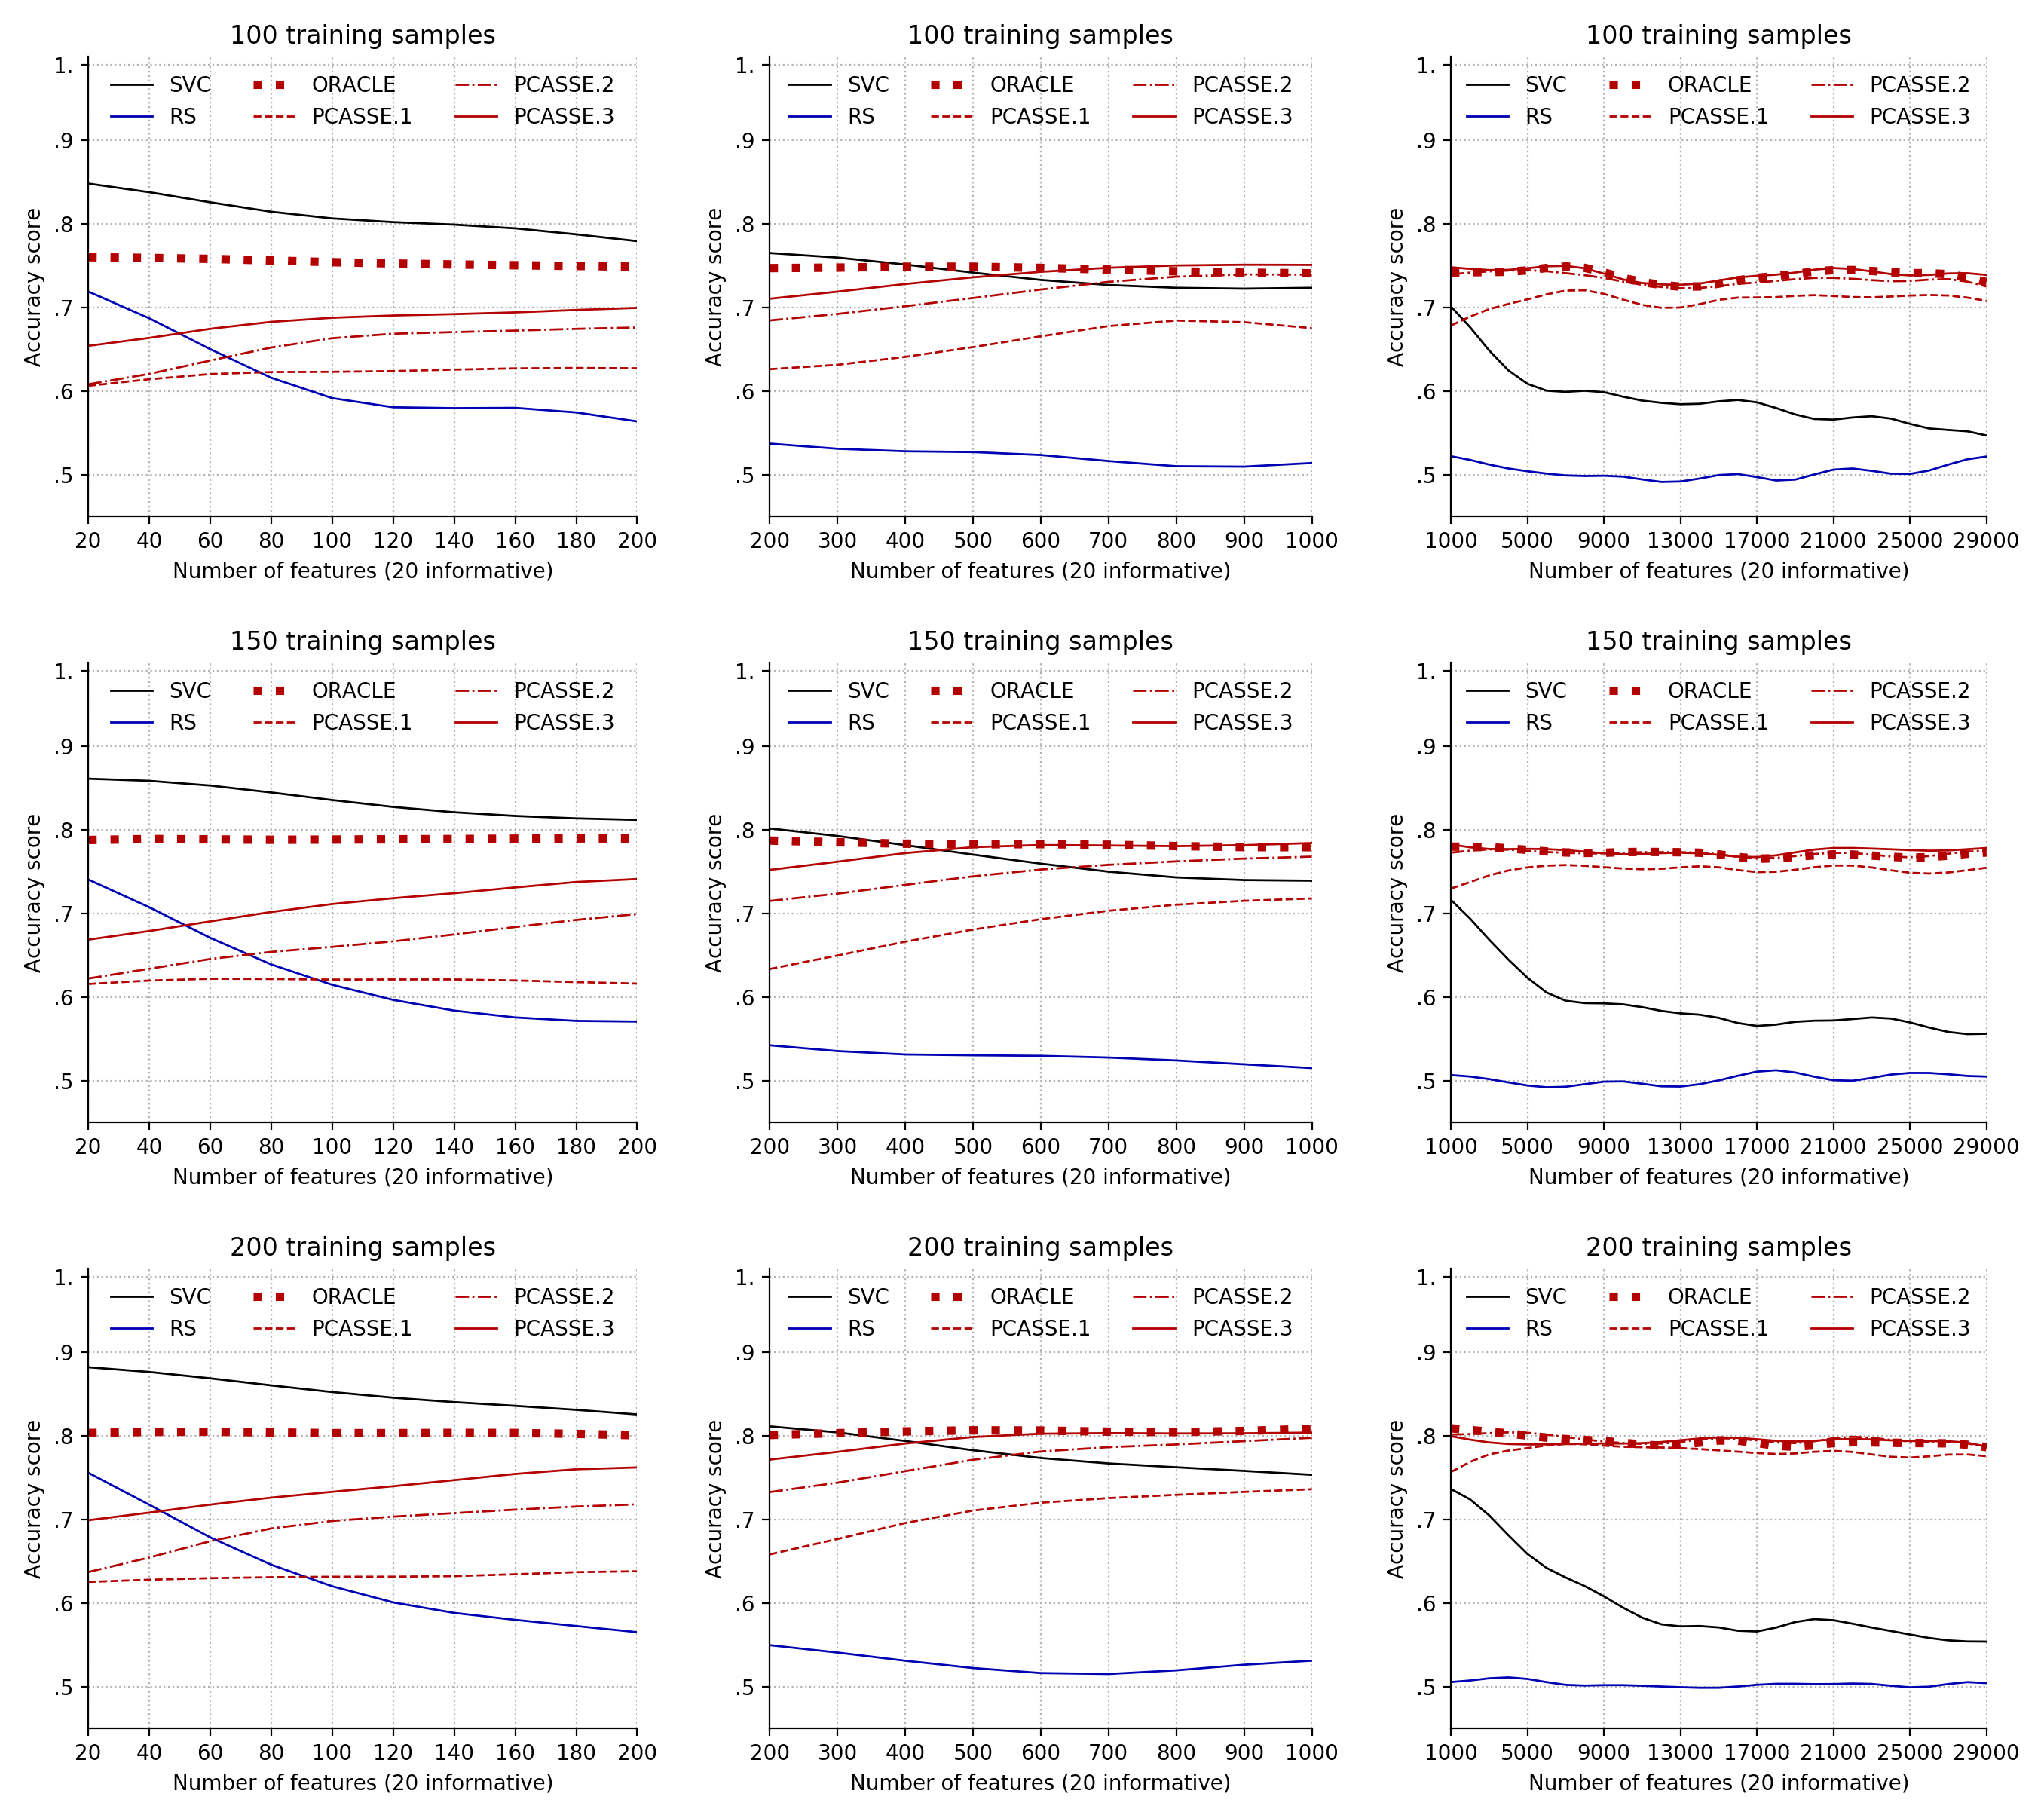 100 training samples
SVC ORACLE PCASSE.2
RS PCASSE.1 PCASSE.3
1.
.9
.8
.7
.6
.5
Accuracy score
20 40 60 80 100 120 140 160 180 200
Number of features (20 informative)
100 training samples
SVC ORACLE PCASSE.2
RS PCASSE.1 PCASSE.3
1.
.9
.8
.7
.6
.5
Accuracy score
200 300 400 500 600 700 800 900 1000
Number of features (20 informative)
100 training samples
SVC ORACLE PCASSE.2
RS PCASSE.1 PCASSE.3
1.
.9
.8
.7
.6
.5
Accuracy score
1000 5000 9000 13000 17000 21000 25000 29000
Number of features (20 informative)
150 training samples
SVC ORACLE PCASSE.2
RS PCASSE.1 PCASSE.3
1.
.9
.8
.7
.6
.5
Accuracy score
20 40 60 80 100 120 140 160 180 200
Number of features (20 informative)
150 training samples
SVC ORACLE PCASSE.2
RS PCASSE.1 PCASSE.3
1.
.9
.8
.7
.6
.5
Accuracy score
200 300 400 500 600 700 800 900 1000
Number of features (20 informative)
150 training samples
SVC ORACLE PCASSE.2
RS PCASSE.1 PCASSE.3
1.
.9
.8
.7
.6
.5
Accuracy score
1000 5000 9000 13000 17000 21000 25000 29000
Number of features (20 informative)
200 training samples
SVC ORACLE PCASSE.2
RS PCASSE.1 PCASSE.3
1.
.9
.8
.7
.6
.5
Accuracy score
20 40 60 80 100 120 140 160 180 200
Number of features (20 informative)
200 training samples
SVC ORACLE PCASSE.2
RS PCASSE.1 PCASSE.3
1.
.9
.8
.7
.6
.5
Accuracy score
200 300 400 500 600 700 800 900 1000
Number of features (20 informative)
200 training samples
SVC ORACLE PCASSE.2
RS PCASSE.1 PCASSE.3
1.
.9
.8
.7
.6
.5
Accuracy score
1000 5000 9000 13000 17000 21000 25000 29000
Number of features (20 informative)